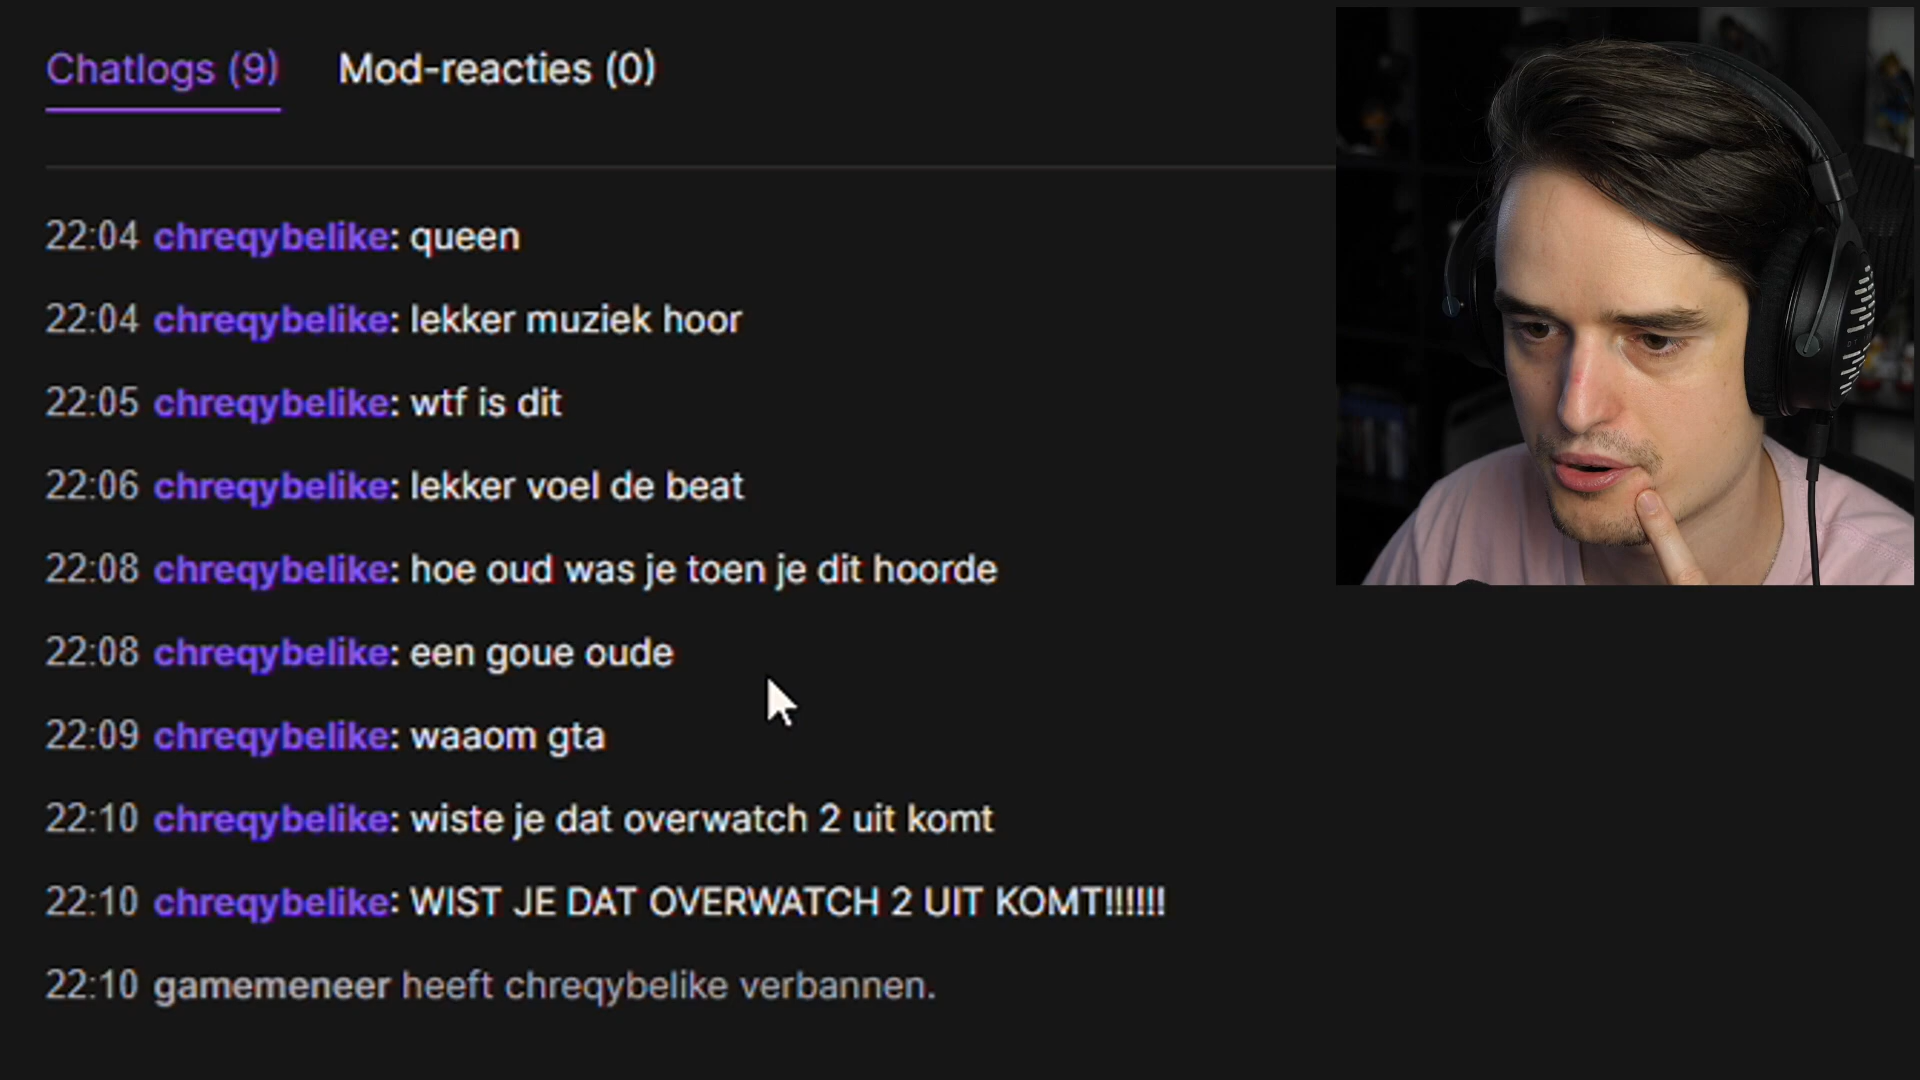 Chatlogs (9) Mod-reacties (0)
22:04 chreqybelike: queen
22:04 chreqybelike: lekker muziek hoor
22:05 chreqybelike: wtf is dit
22:06 chreqybelike: lekker voel de beat
22:08 chreqybelike: hoe oud was je toen je dit hoorde
22:08 chreqybelike: een goue oude
22:09 chreqybelike: waaom gta
22:10 chreqybelike: wiste je dat overwatch 2 uit komt
22:10 chreqybelike: WIST JE DAT OVERWATCH 2 UIT KOMT!!!!!!
22:10 gamemeneer heeft chreqybelike verbannen.